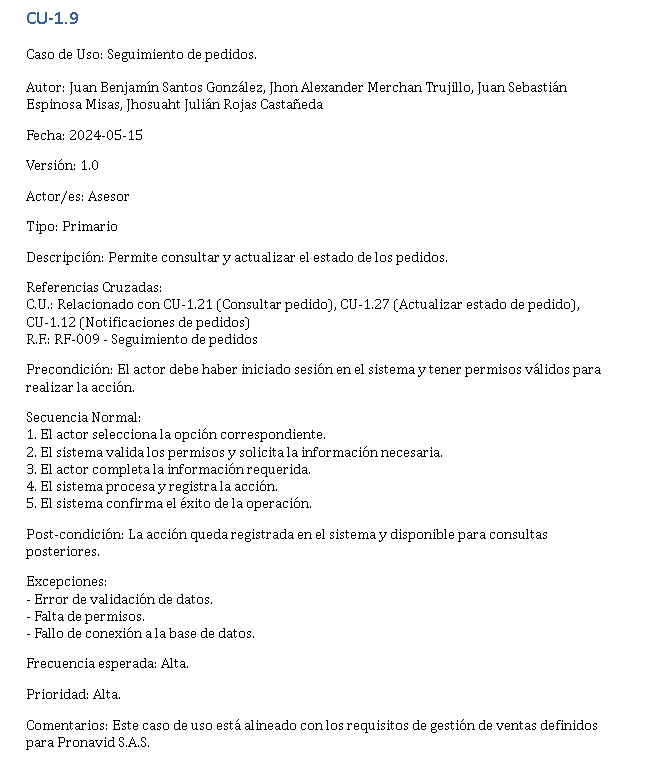 CU-1.9
Caso de Uso: Seguimiento de pedidos.
Autor: Juan Benjamín Santos González, Jhon Alexander Merchan Trujillo, Juan Sebastián
Espinosa Misas, Jhosuaht Julián Rojas Castañeda
Fecha: 2024-05-15
Versión: 1.0
Actor/es: Asesor
Tipo: Primario
Descripción: Permite consultar y actualizar el estado de los pedidos.
Referencias Cruzadas:
C.U.: Relacionado con CU-1.21 (Consultar pedido), CU-1.27 (Actualizar estado de pedido),
CU-1.12 (Notificaciones de pedidos)
R.F.: RF-009 - Seguimiento de pedidos
Precondición: El actor debe haber iniciado sesión en el sistema y tener permisos válidos para
realizar la acción.
Secuencia Normal:
1. El actor selecciona la opción correspondiente.
2. El sistema valida los permisos y solicita la información necesaria.
3. El actor completa la información requerida.
4. El sistema procesa y registra la acción.
5. El sistema confirma el éxito de la operación.
Post-condición: La acción queda registrada en el sistema y disponible para consultas
posteriores.
Excepciones:
- Error de validación de datos.
- Falta de permisos.
- Fallo de conexión a la base de datos.
Frecuencia esperada: Alta.
Prioridad: Alta.
Comentarios: Este caso de uso está alineado con los requisitos de gestión de ventas definidos
para Pronavid S.A.S.